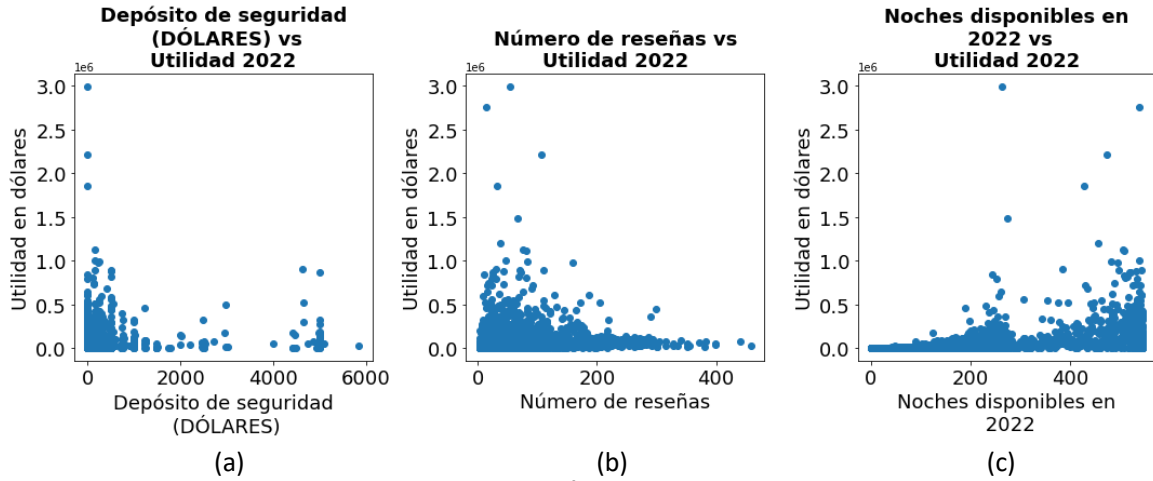 Depósito de seguridad
(DÓLARES) vs
Utilidad 2022
1e6
3.0
2.5
2.0
1.5
1.0
0.5
0.0
Utilidad en dólares
0 2000 4000 6000
Depósito de seguridad
(DÓLARES)
(a)
Número de reseñas vs
Utilidad 2022
1e6
3.0
2.5
2.0
1.5
1.0
0.5
0.0
Utilidad en dólares
0 200 400
Número de reseñas
(b)
Noches disponibles en
2022 vs
Utilidad 2022
1e6
3.0
2.5
2.0
1.5
1.0
0.5
0.0
Utilidad en dólares
0 200 400
Noches disponibles en
2022
(c)